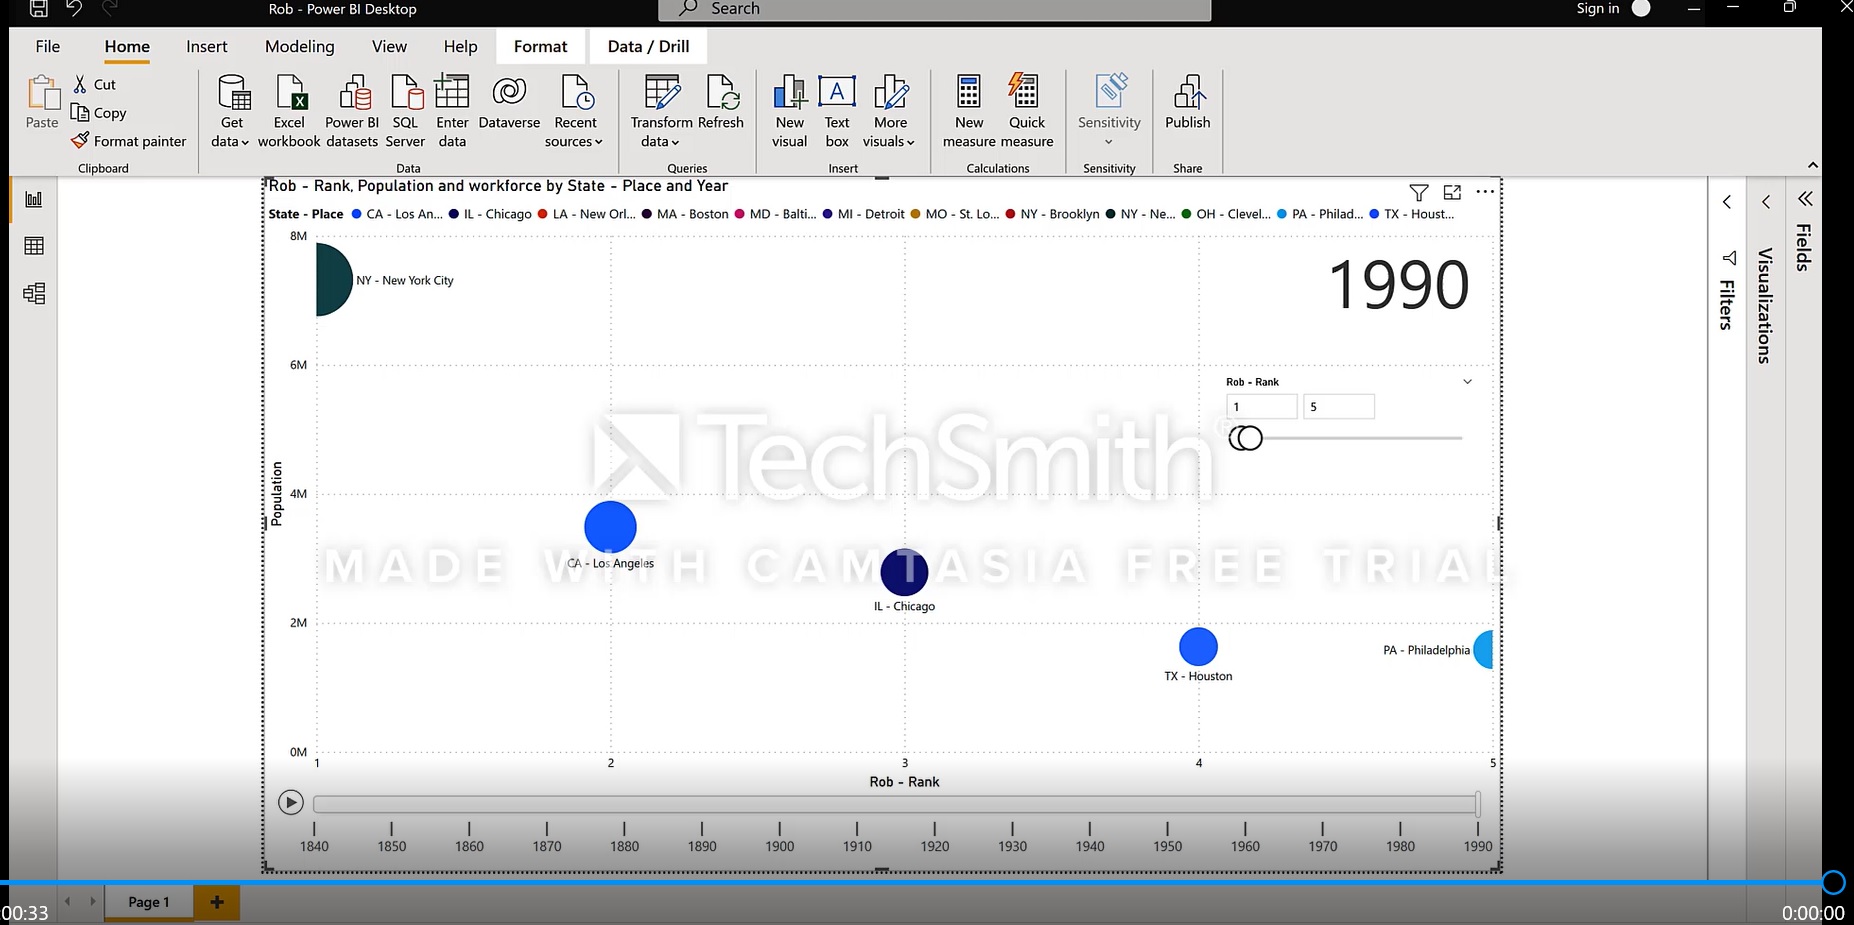 Rob - Power BI Desktop
Search
Sign in
File Home Insert Modeling View Help Format Data / Drill
Paste
Cut
Copy
Format painter
Clipboard
Get data
Excel workbook
Power BI datasets
SQL Server
Enter data
Dataverse
Recent sources
Data
Transform data
Refresh
Queries
New visual
Text box
More visuals
Insert
New measure
Quick measure
Calculations
Sensitivity
Sensitivity
Publish
Share
Rob - Rank, Population and workforce by State - Place and Year
State - Place CA - Los An... IL - Chicago LA - New Orl... MA - Boston MD - Balti... MI - Detroit MO - St. Lo... NY - Brooklyn NY - Ne... OH - Clevel... PA - Philad... TX - Houst...
8M
NY - New York City
1990
6M
Rob - Rank
1 5
TechSmith®
Population
4M
MADE WITH CAMTASIA FREE TRIAL
CA - Los Angeles
IL - Chicago
2M
PA - Philadelphia
TX - Houston
0M
1 2 3 4 5
Rob - Rank
1840 1850 1860 1870 1880 1890 1900 1910 1920 1930 1940 1950 1960 1970 1980 1990
Filters
Visualizations
Fields
Page 1
:00:33
0:00:00